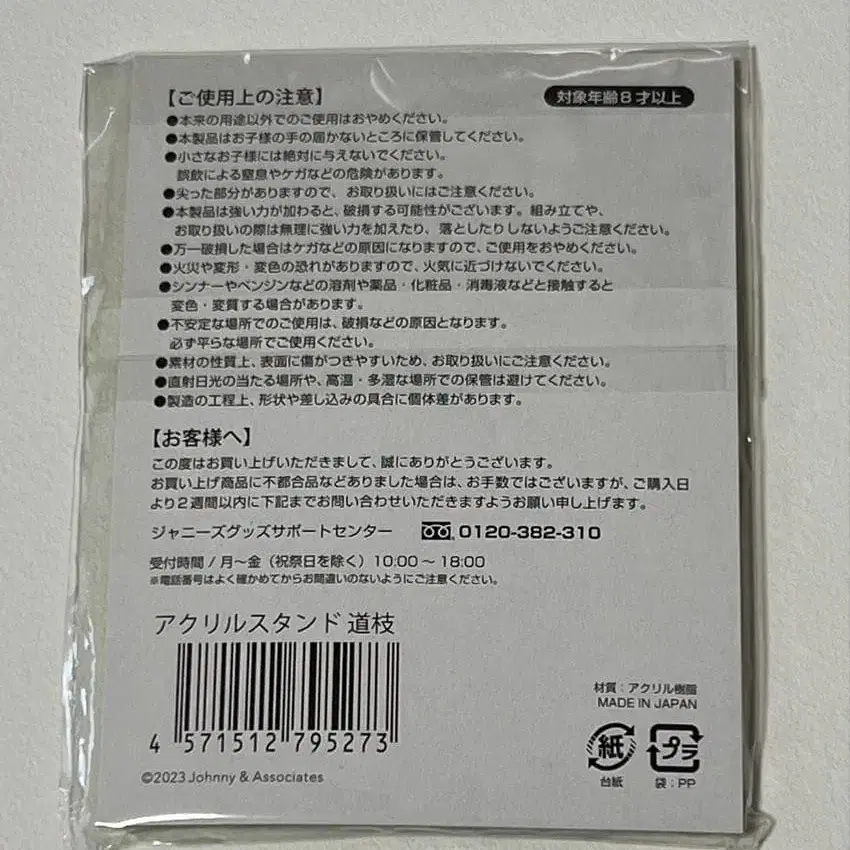 【ご使用上の注意】
対象年齢8才以上
●本来の用途以外でのご使用はおやめください。
●本製品はお子様の手の届かないところに保管してください。
●小さなお子様には絶対に与えないでください。
誤飲による窒息やケガなどの危険があります。
●尖った部分がありますので、お取り扱いにはご注意ください。
●本製品は強い力が加わると、破損する可能性がございます。組み立てや、
お取り扱いの際は無理に強い力を加えたり、落としたりしないようご注意ください。
●万一破損した場合はケガなどの原因になりますので、ご使用をおやめください。
●火災や変形・変色の恐れがありますので、火気に近づけないでください。
●シンナーやベンジンなどの溶剤や薬品・化粧品・消毒液などと接触すると
変色・変質する場合があります。
●不安定な場所でのご使用は、破損などの原因となります。
必ず平らな場所でご使用ください。
●素材の性質上、表面に傷がつきやすいため、お取り扱いにご注意ください。
●直射日光の当たる場所や、高温・多湿な場所での保管は避けてください。
●製造の工程上、形状や差し込みの具合に個体差があります。
【お客様へ】
この度はお買い上げいただきまして、誠にありがとうございます。
お買い上げ商品に不都合品などありました場合は、お手数ではございますが、ご購入日
より2週間以内に下記までお問い合わせいただきますようお願い申し上げます。
ジャニーズグッズサポートセンター 0120-382-310
受付時間/月〜金（祝祭日を除く）10:00〜18:00
※電話番号はよく確かめてからお間違いのないようにご注意ください。
アクリルスタンド 道枝
4 571512 795273
©2023 Johnny & Associates
材質：アクリル樹脂
MADE IN JAPAN
紙
プラ
台紙
袋：PP